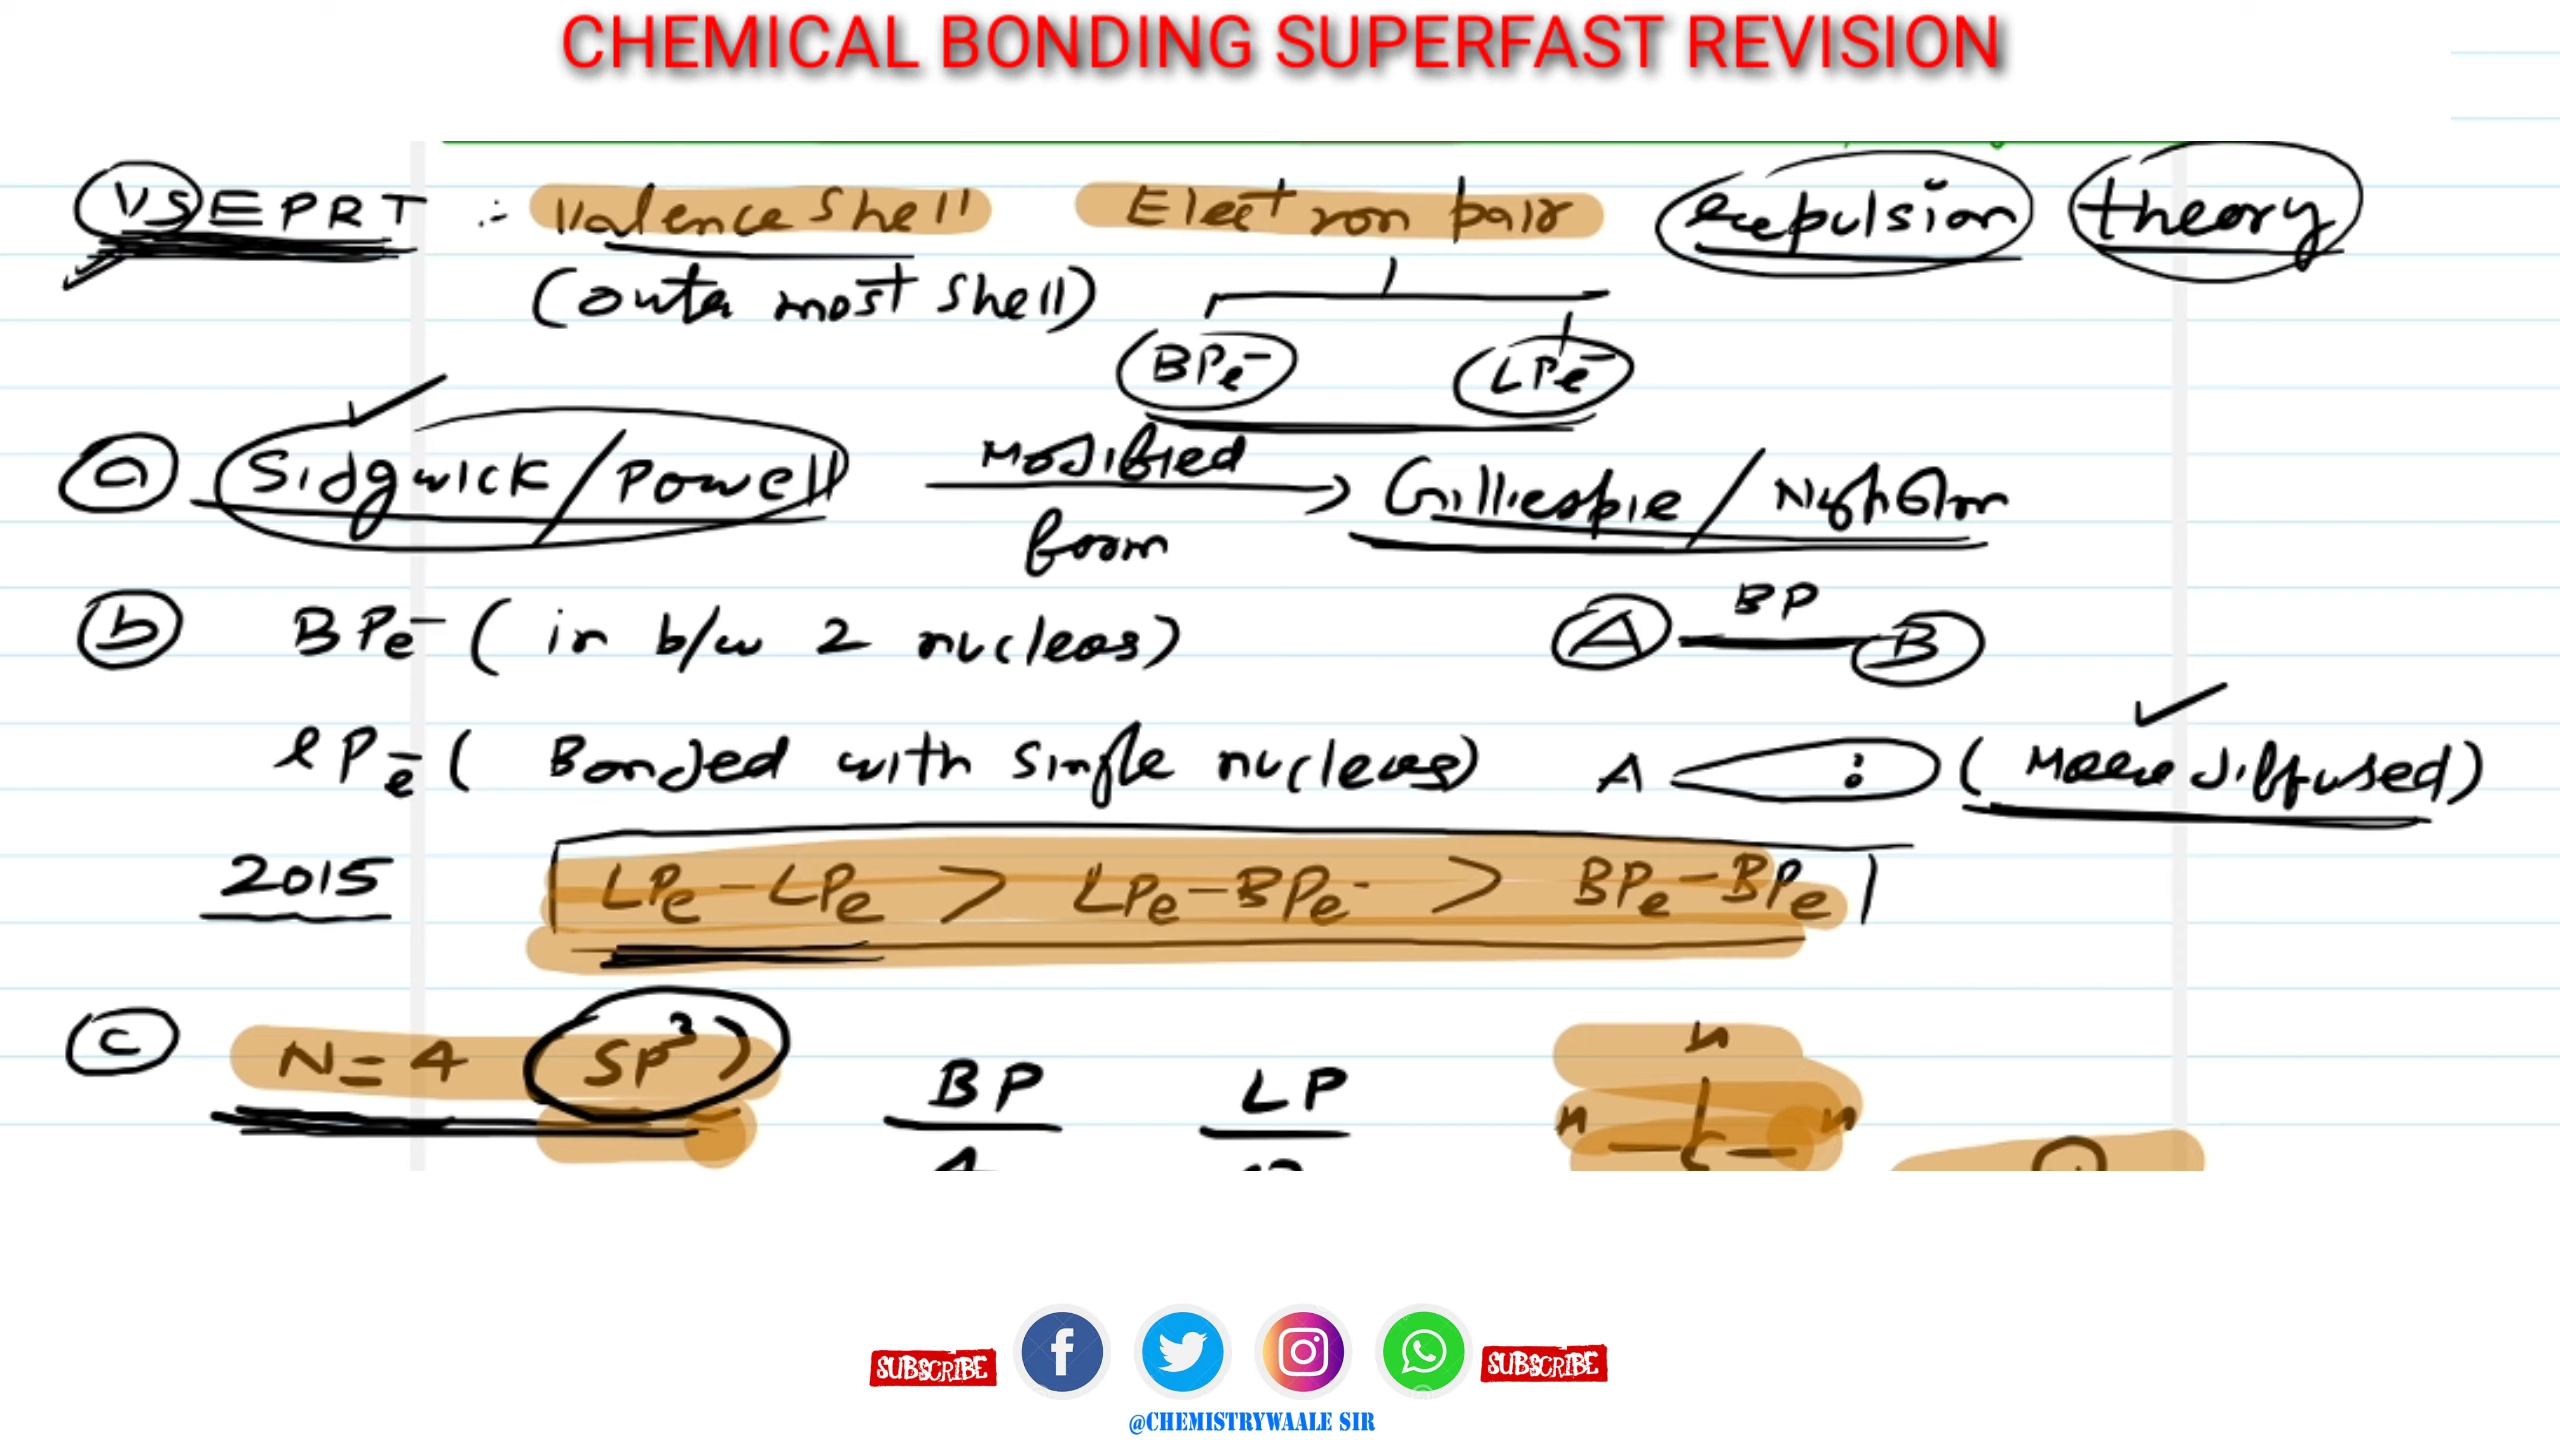 CHEMICAL BONDING SUPERFAST REVISION
VSEPRT :- Valence Shell Electron pair repulsion theory
(Outer most shell)
BPe⁻ LPe⁻
ⓐ Sidgwick/Powell Modified form → Gillespie/Nyholm
ⓑ BPe⁻ (in b/w 2 nucleas) A BP B
lPe⁻ ( Bonded with single nucleus) A : ( More diffused)
2015 LPe-LPe > LPe-BPe- > BPe-BPe
ⓒ N=4 (SP³) BP LP
H
H C H
SUBSCRIBE SUBSCRIBE
@CHEMISTRYWAALE SIR